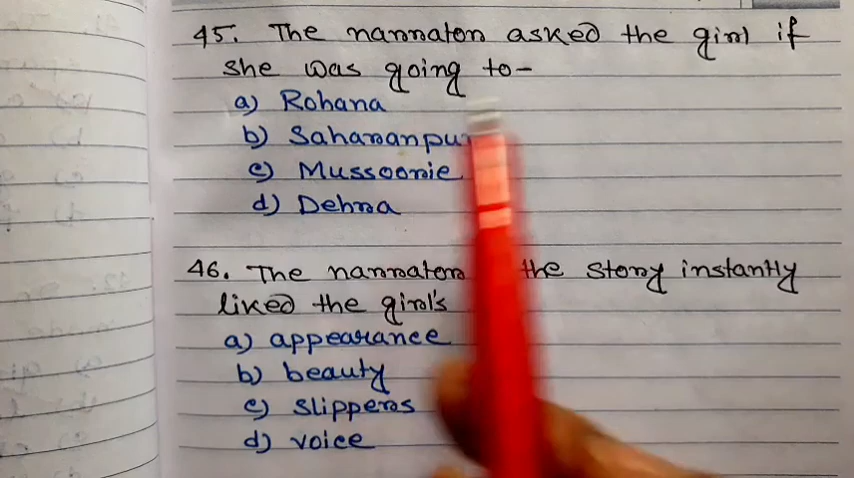 45. The narrator asked the girl if
she was going to-
a) Rohana
b) Saharanpur
c) Mussoorie
d) Dehra
46. The narrator the story instantly
liked the girl's
a) appearance
b) beauty
c) slippers
d) voice